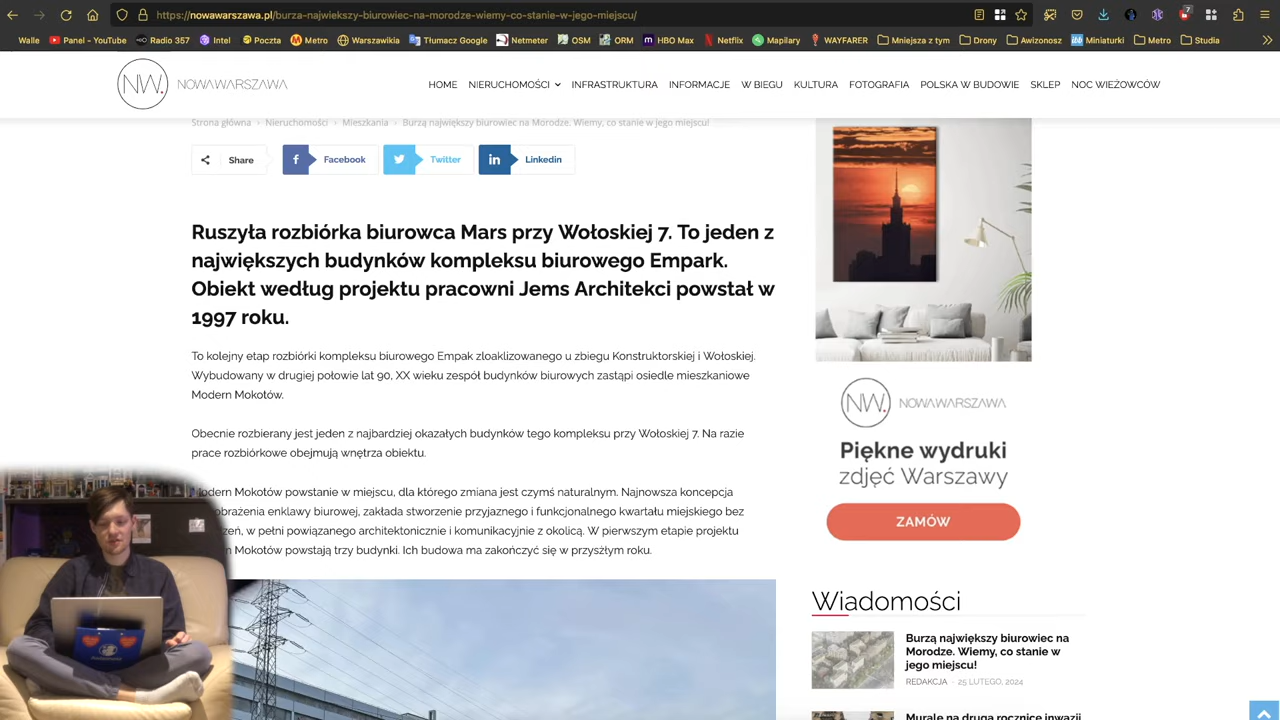 https://nowawarszawa.pl/burza-najwiekszy-biurowiec-na-morodze-wiemy-co-stanie-w-jego-miejscu/
7
Walle
Panel - YouTube
Radio 357
Intel
Poczta
Metro
Warszawikia
Tłumacz Google
Netmeter
OSM
ORM
HBO Max
Netflix
Mapilary
WAYFARER
Mniejsza z tym
Drony
Awizonosz
Miniaturki
Metro
Studia
NW.
NOWAWARSZAWA
HOME
NIERUCHOMOŚCI
INFRASTRUKTURA
INFORMACJE
W BIEGU
KULTURA
FOTOGRAFIA
POLSKA W BUDOWIE
SKLEP
NOC WIEŻOWCÓW
Strona główna › Nieruchomości › Mieszkania › Burzą największy biurowiec na Morodze. Wiemy, co stanie w jego miejscu!
Share
Facebook
Twitter
Linkedin
Ruszyła rozbiórka biurowca Mars przy Wołoskiej 7. To jeden z
największych budynków kompleksu biurowego Empark.
Obiekt według projektu pracowni Jems Architekci powstał w
1997 roku.
To kolejny etap rozbiórki kompleksu biurowego Empak zloaklizowanego u zbiegu Konstruktorskiej i Wołoskiej.
Wybudowany w drugiej połowie lat 90, XX wieku zespół budynków biurowych zastąpi osiedle mieszkaniowe
Modern Mokotów.
Obecnie rozbierany jest jeden z najbardziej okazałych budynków tego kompleksu przy Wołoskiej 7. Na razie
prace rozbiórkowe obejmują wnętrza obiektu.
Modern Mokotów powstanie w miejscu, dla którego zmiana jest czymś naturalnym. Najnowsza koncepcja
obrażenia enklawy biurowej, zakłada stworzenie przyjaznego i funkcjonalnego kwartału miejskiego bez
zeń, w pełni powiązanego architektonicznie i komunikacyjnie z okolicą. W pierwszym etapie projektu
Mokotów powstają trzy budynki. Ich budowa ma zakończyć się w przyszłym roku.
NW.
NOWAWARSZAWA
Piękne wydruki
zdjęć Warszawy
ZAMÓW
Wiadomości
Burzą największy biurowiec na
Morodze. Wiemy, co stanie w
jego miejscu!
REDAKCJA - 25 LUTEGO, 2024
Murale na drugą rocznicę inwazji